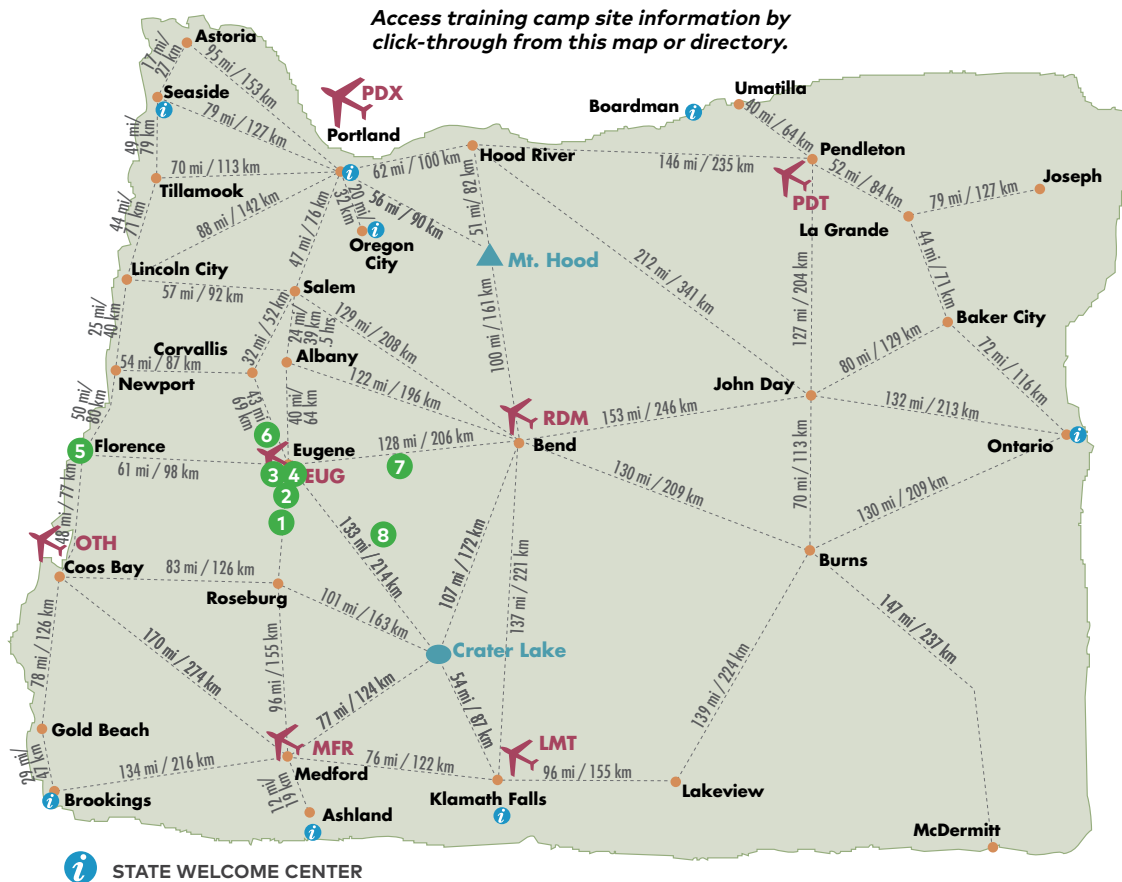 Access training camp site information by
click-through from this map or directory.
Astoria
17 mi/
27 km
95 mi / 153 km
Seaside
i
79 mi / 127 km
PDX
Portland
i
49 mi/
79 km
70 mi / 113 km
Tillamook
62 mi / 100 km
Hood River
Boardman
i
Umatilla
40 mi / 64 km
Pendleton
146 mi / 235 km
PDT
52 mi / 84 km
La Grande
79 mi / 127 km
Joseph
44 mi/
71 km
88 mi / 142 km
47 mi / 76 km
20 mi /
32 km
Oregon
City
i
56 mi / 90 km
51 mi / 82 km
Mt. Hood
212 mi / 341 km
127 mi / 204 km
44 mi / 71 km
Lincoln City
57 mi / 92 km
Salem
100 mi / 161 km
Baker City
25 mi/
40 km
32 mi / 52 km
24 mi/
39 km
.5 hrs
129 mi / 208 km
80 mi / 129 km
72 mi / 116 km
Corvallis
Albany
54 mi / 87 km
Newport
122 mi / 196 km
John Day
50 mi/
80 km
43 mi/
69 km
40 mi/
64 km
RDM
153 mi / 246 km
132 mi / 213 km
5
Florence
6
Eugene
128 mi / 206 km
Bend
Ontario
i
61 mi / 98 km
3
4
EUG
7
130 mi / 209 km
70 mi / 113 km
130 mi / 209 km
2
48 mi / 77 km
1
133 mi / 214 km
8
OTH
Coos Bay
83 mi / 126 km
Roseburg
107 mi / 172 km
137 mi / 221 km
Burns
101 mi / 163 km
78 mi / 126 km
170 mi / 274 km
96 mi / 155 km
Crater Lake
147 mi / 237 km
77 mi / 124 km
54 mi / 87 km
139 mi / 224 km
Gold Beach
MFR
LMT
29 mi/
47 km
134 mi / 216 km
Medford
76 mi / 122 km
96 mi / 155 km
Brookings
i
12 mi/
19 km
Klamath Falls
i
Lakeview
Ashland
i
McDermitt
i
STATE WELCOME CENTER